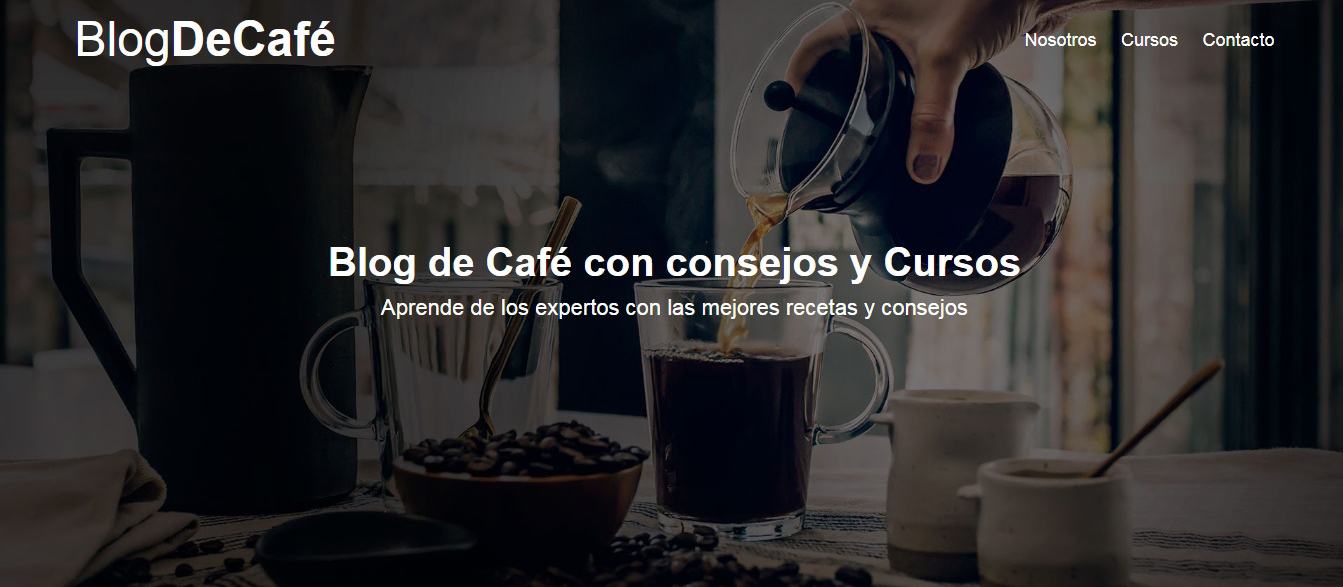 BlogDeCafé
Nosotros Cursos Contacto
Blog de Café con consejos y Cursos
Aprende de los expertos con las mejores recetas y consejos